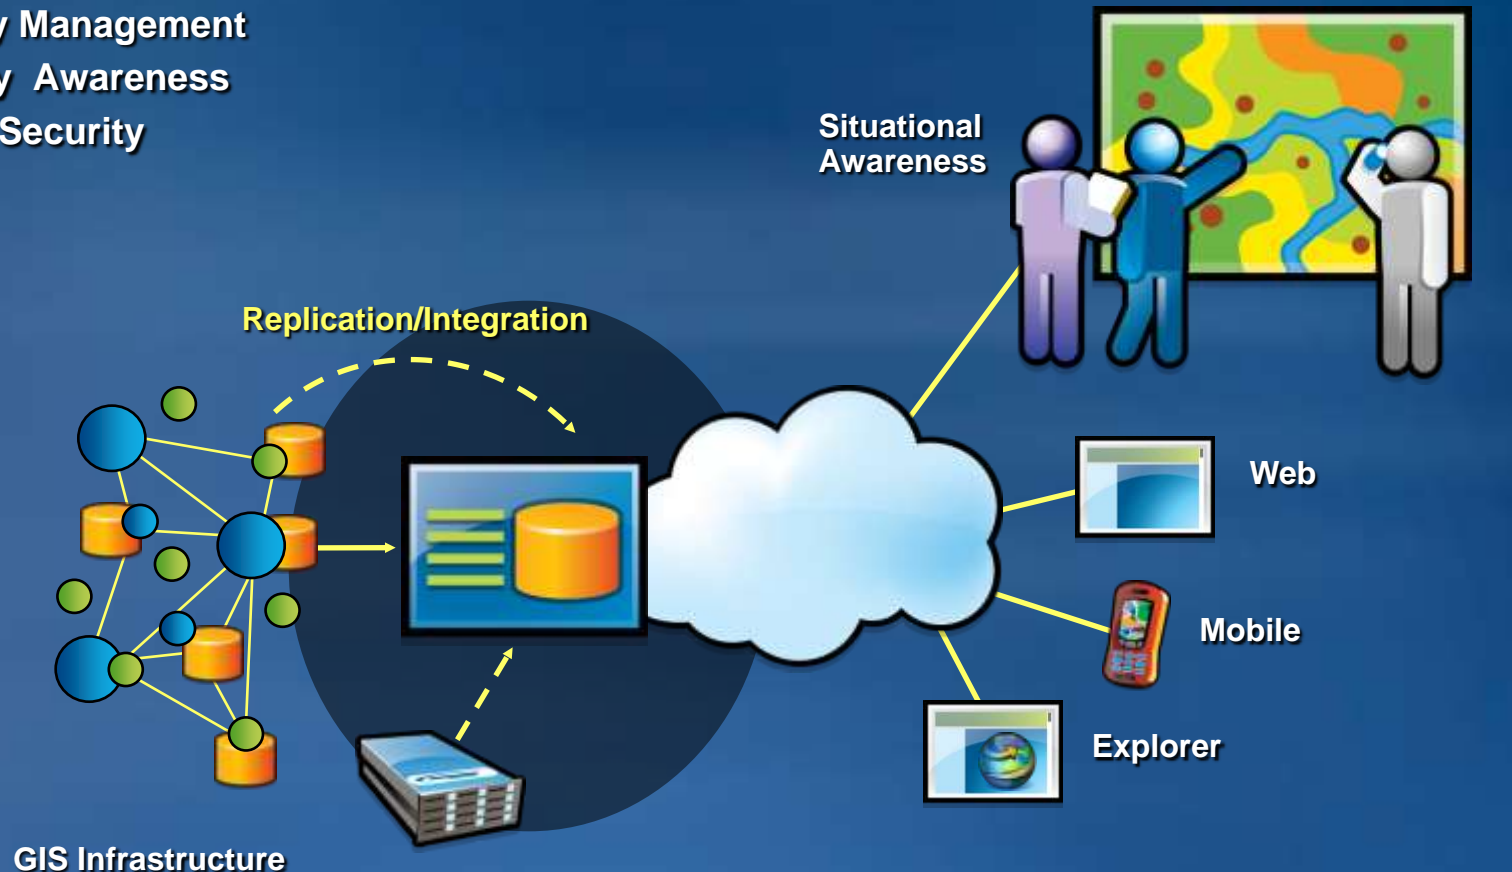 Management
Awareness
Security
Situational
Awareness
Replication/Integration
Web
Mobile
Explorer
GIS Infrastructure